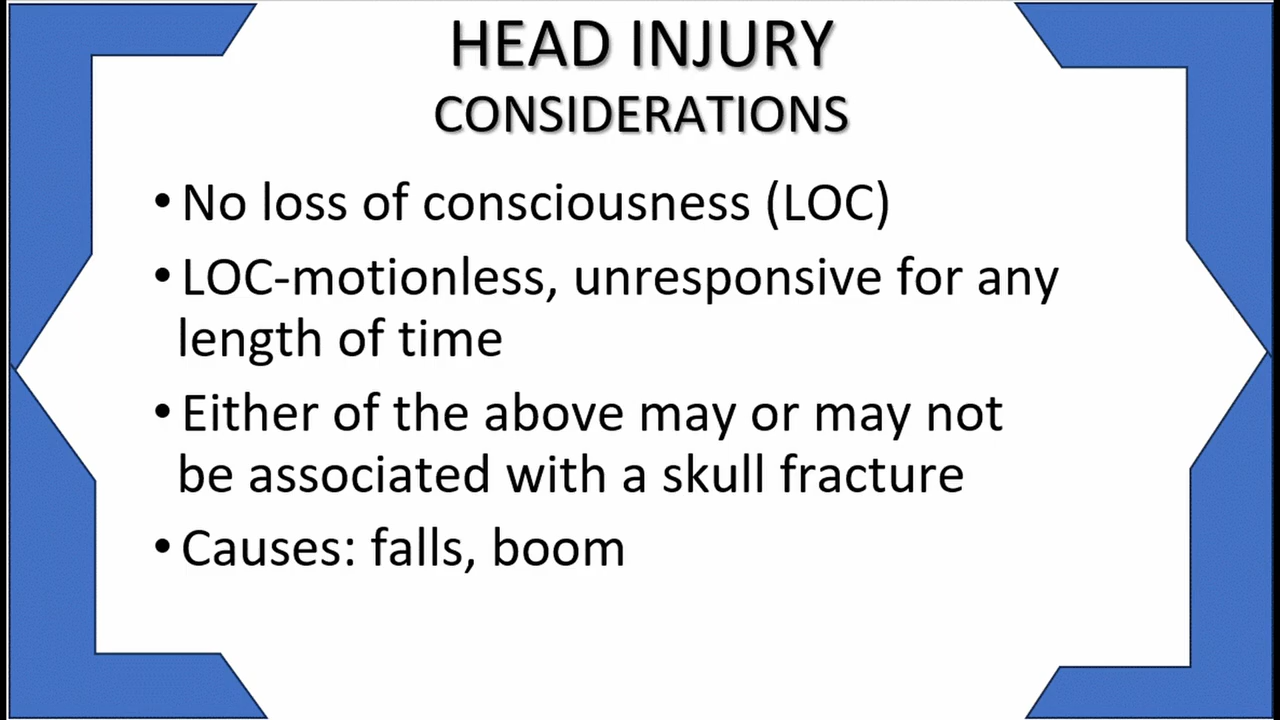 HEAD INJURY
CONSIDERATIONS
• No loss of consciousness (LOC)
• LOC-motionless, unresponsive for any
length of time
• Either of the above may or may not
be associated with a skull fracture
• Causes: falls, boom